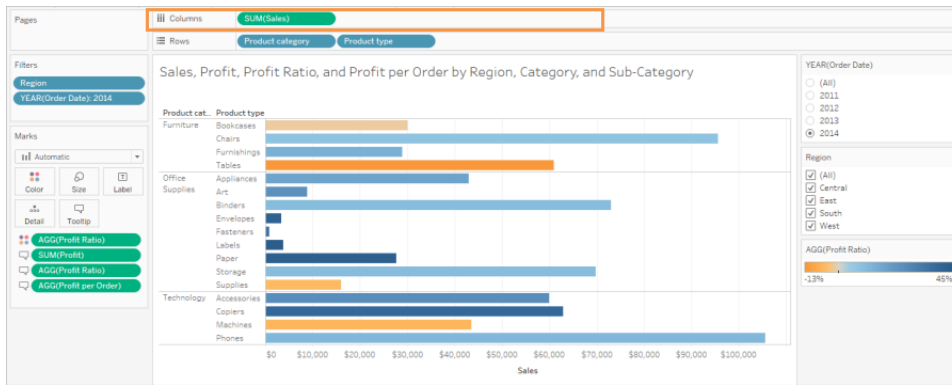 Pages
Columns
SUM(Sales)
Rows
Product category
Product type
Filters
Region
YEAR(Order Date): 2014
Marks
Automatic
Color
Size
Label
Detail
Tooltip
AGG(Profit Ratio)
SUM(Profit)
AGG(Profit Ratio)
AGG(Profit per Order)
Sales, Profit, Profit Ratio, and Profit per Order by Region, Category, and Sub-Category
Product cat.. Product type
Furniture Bookcases
Chairs
Furnishings
Tables
Office Supplies Appliances
Art
Binders
Envelopes
Fasteners
Labels
Paper
Storage
Supplies
Technology Accessories
Copiers
Machines
Phones
$0 $10,000 $20,000 $30,000 $40,000 $50,000 $60,000 $70,000 $80,000 $90,000 $100,000
Sales
YEAR(Order Date)
(All)
2011
2012
2013
2014
Region
(All)
Central
East
South
West
AGG(Profit Ratio)
-13% 45%